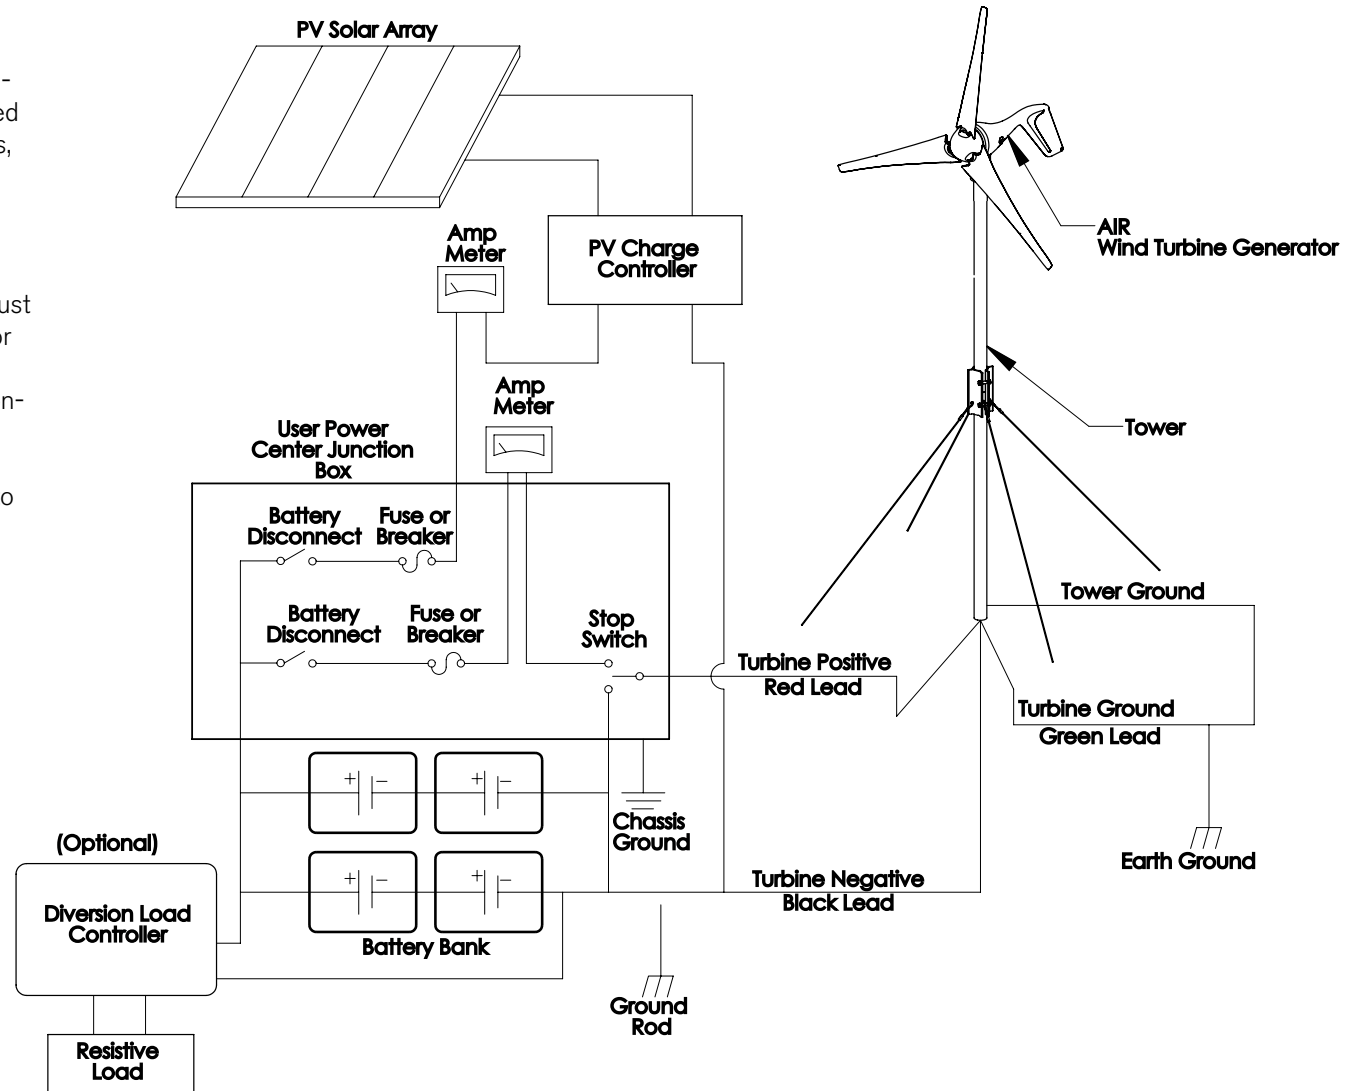 PV Solar Array
-
ed
s,
ust
or
n-
o
Amp
Meter
PV Charge
Controller
AIR
Wind Turbine Generator
Amp
Meter
Tower
User Power
Center Junction
Box
Battery
Disconnect
Fuse or
Breaker
Battery
Disconnect
Fuse or
Breaker
Stop
Switch
Tower Ground
Turbine Positive
Red Lead
Turbine Ground
Green Lead
+ −
+ −
Chassis
Ground
Earth Ground
(Optional)
Diversion Load
Controller
+ −
+ −
Battery Bank
Turbine Negative
Black Lead
Ground
Rod
Resistive
Load